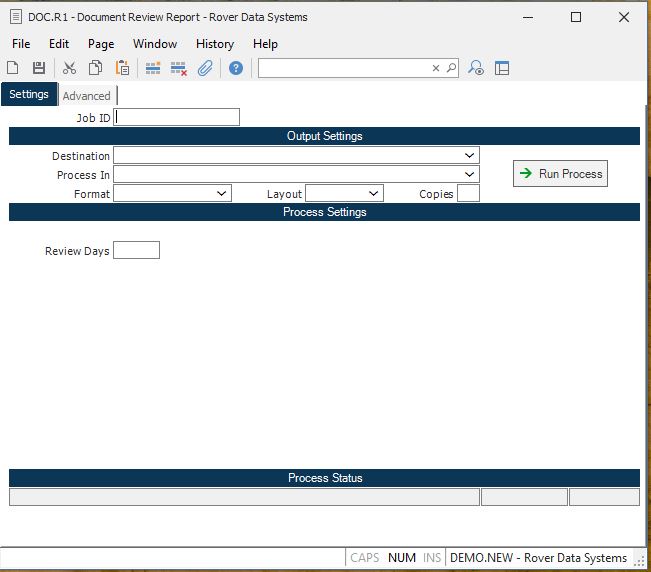 DOC.R1 - Document Review Report - Rover Data Systems
File Edit Page Window History Help
Settings Advanced
Job ID
Output Settings
Destination
Process In
Run Process
Format Layout Copies
Process Settings
Review Days
Process Status
CAPS NUM INS DEMO.NEW - Rover Data Systems